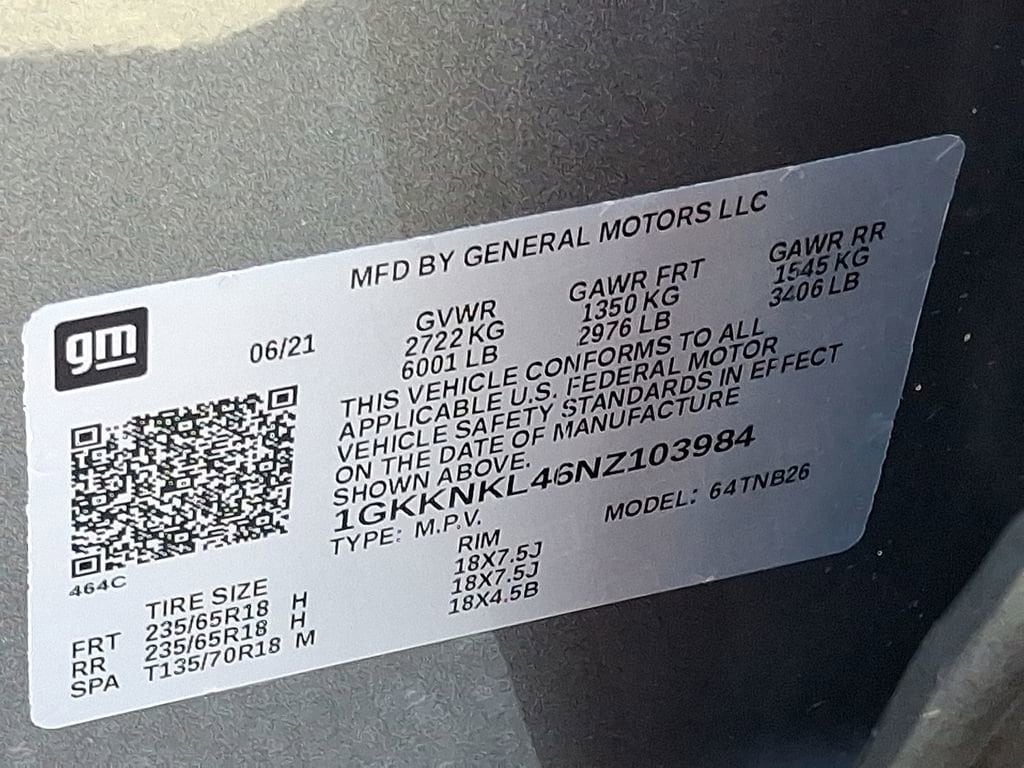 MFD BY GENERAL MOTORS LLC
gm
06/21
GVWR GAWR FRT GAWR RR
2722 KG 1350 KG 1545 KG
6001 LB 2976 LB 3406 LB
THIS VEHICLE CONFORMS TO ALL
APPLICABLE U.S. FEDERAL MOTOR
VEHICLE SAFETY STANDARDS IN EFFECT
ON THE DATE OF MANUFACTURE
SHOWN ABOVE.
1GKKNKL46NZ103984
TYPE: M.P.V. MODEL: 64TNB26
464C
TIRE SIZE RIM
FRT 235/65R18 H 18X7.5J
RR 235/65R18 H 18X7.5J
SPA T135/70R18 M 18X4.5B